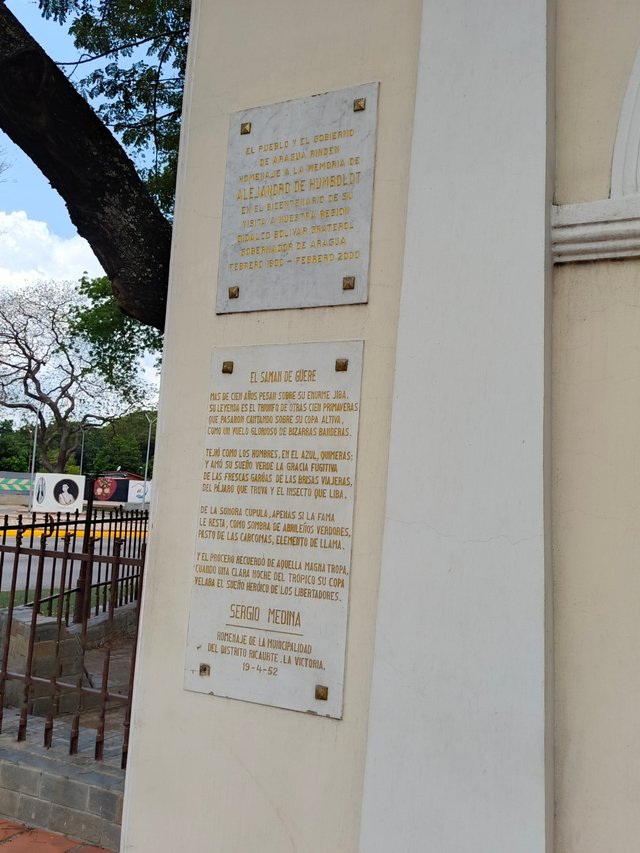 EL PUEBLO Y EL GOBIERNO
DE ARAGUA RINDEN
HOMENAJE A LA MEMORIA DE
ALEJANDRO DE HUMBOLDT
EN EL BICENTENARIO DE SU
VISITA A NUESTRA REGION
DIDALCO BOLIVAR GRATEROL
GOBERNADOR DE ARAGUA
FEBRERO 1800 - FEBRERO 2000
EL SAMAN DE GÜERE
MAS DE CIEN AÑOS PESAN SOBRE SU ENORME JIBA,
SU LEYENDA ES EL TRIUNFO DE OTRAS CIEN PRIMAVERAS
QUE PASARON CANTANDO SOBRE SU COPA ALTIVA,
COMO UN VUELO GLORIOSO DE BIZARRAS BANDERAS.
TEJIÓ COMO LOS HOMBRES, EN EL AZUL, QUIMERAS;
Y AMÓ SU SUEÑO VERDE LA GRACIA FUGITIVA
DE LAS FRESCAS GARÚAS DE LAS BRISAS VIAJERAS,
DEL PÁJARO QUE TROVA Y EL INSECTO QUE LIBA.
DE LA SONORA CÚPULA, APENAS SI LA FAMA
LE RESTA, COMO SOMBRA DE ABRILEÑOS VERDORES,
PASTO DE LAS CARCOMAS, ELEMENTO DE LLAMA.
Y EL PRÓCERO RECUERDO DE AQUELLA MAGNA TROPA,
CUANDO UNA CLARA NOCHE DEL TRÓPICO SU COPA
VELABA EL SUEÑO HERÓICO DE LOS LIBERTADORES.
SERGIO MEDINA
HOMENAJE DE LA MUNICIPALIDAD
DEL DISTRITO RICAURTE. LA VICTORIA,
19-4-52